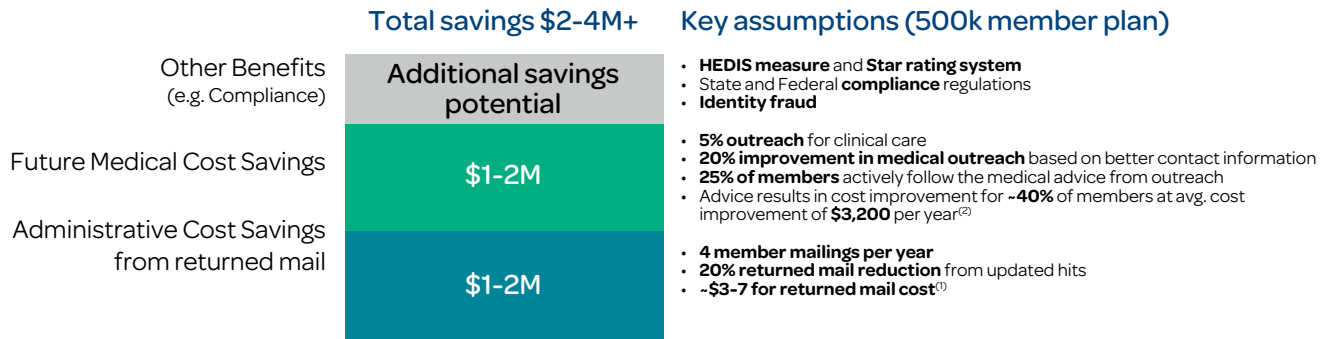 Total savings $2-4M+
Key assumptions (500k member plan)
Other Benefits
(e.g. Compliance)
Additional savings
potential
• HEDIS measure and Star rating system
• State and Federal compliance regulations
• Identity fraud
Future Medical Cost Savings
$1-2M
• 5% outreach for clinical care
• 20% improvement in medical outreach based on better contact information
• 25% of members actively follow the medical advice from outreach
• Advice results in cost improvement for ~40% of members at avg. cost
improvement of $3,200 per year(2)
Administrative Cost Savings
from returned mail
$1-2M
• 4 member mailings per year
• 20% returned mail reduction from updated hits
• ~$3-7 for returned mail cost(1)